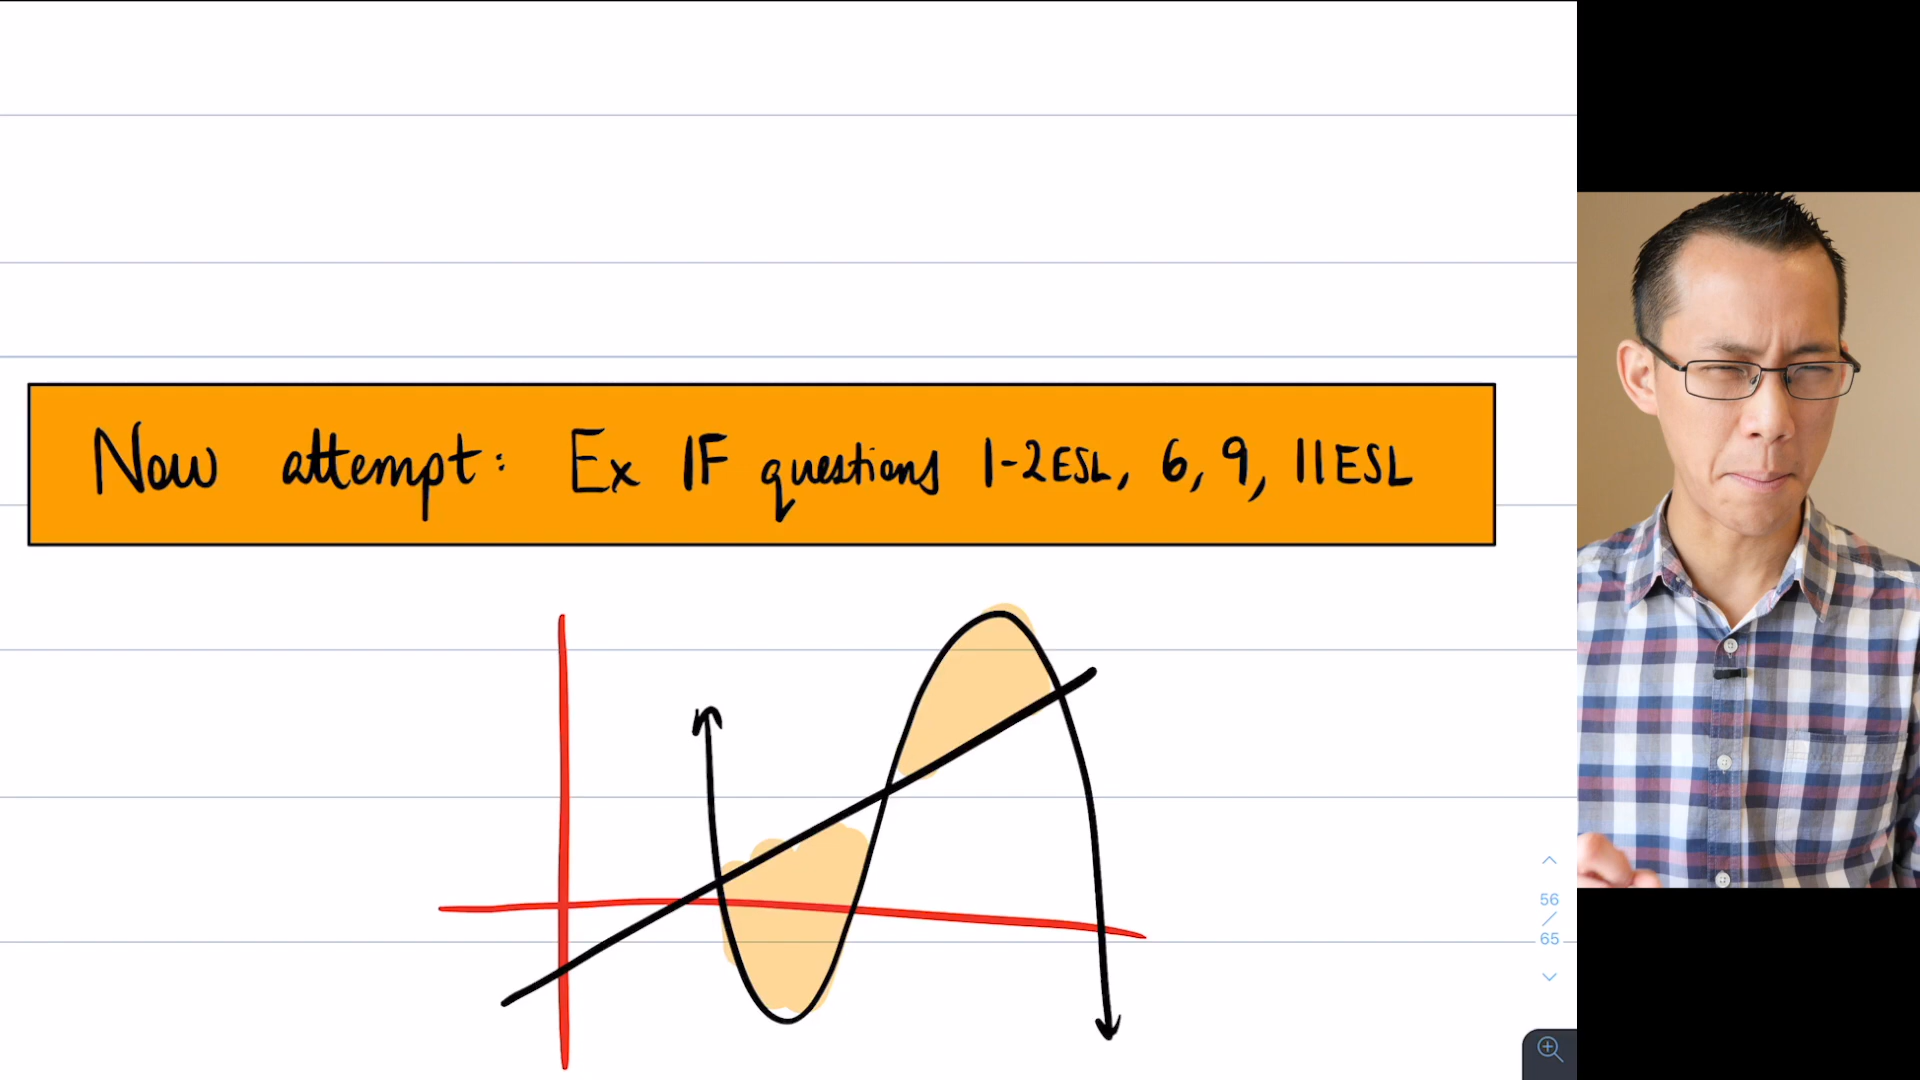 Now attempt: Ex 1F questions 1-2ESL, 6, 9, 11ESL
56
/
65